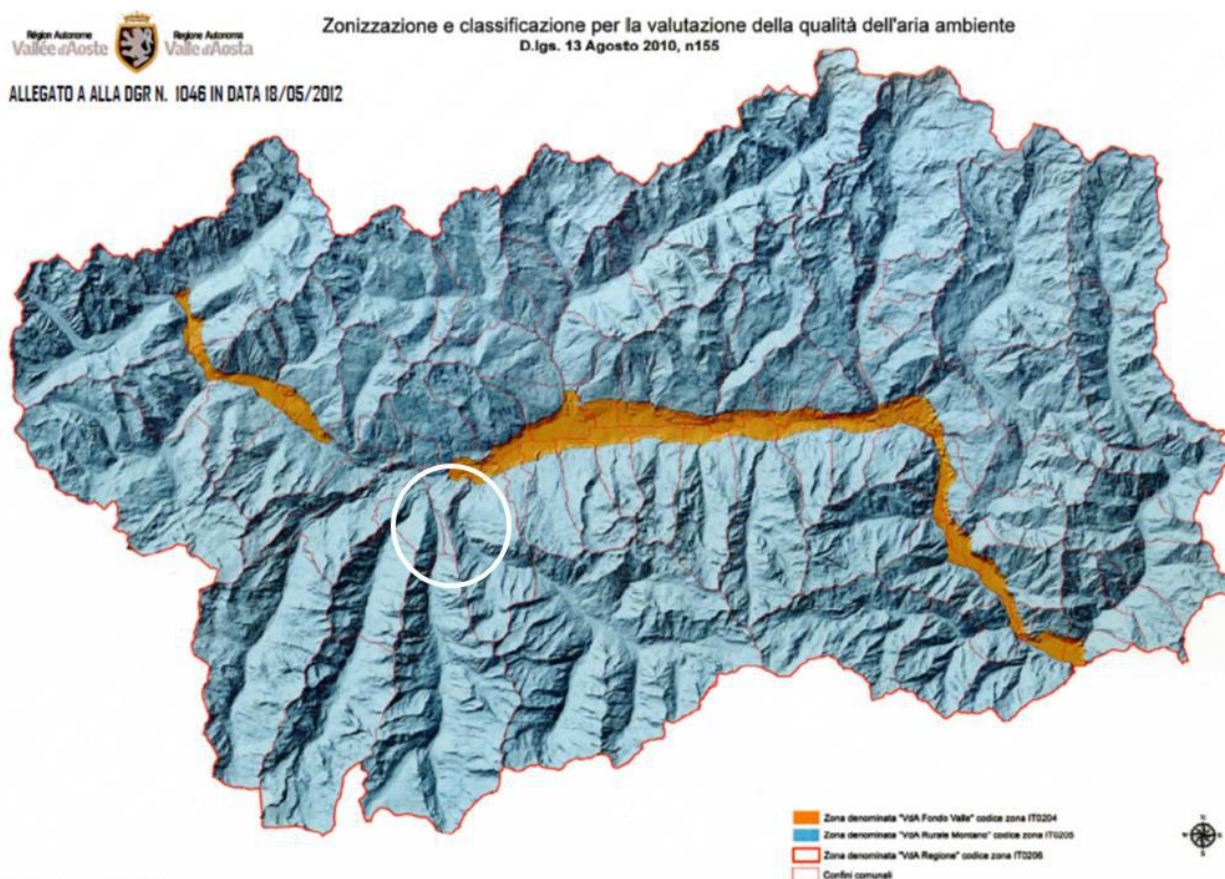 Région Autonome
Vallée d'Aoste
Regione Autonoma
Valle d'Aosta
Zonizzazione e classificazione per la valutazione della qualità dell'aria ambiente
D.lgs. 13 Agosto 2010, n155
ALLEGATO A ALLA DGR N. 1046 IN DATA 18/05/2012
Zona denominata "VdA Fondo Valle" codice zona IT0204
Zona denominata "VdA Rurale Montano" codice zona IT0205
Zona denominata "VdA Regione" codice zona IT0206
Confini comunali
N
W
E
S